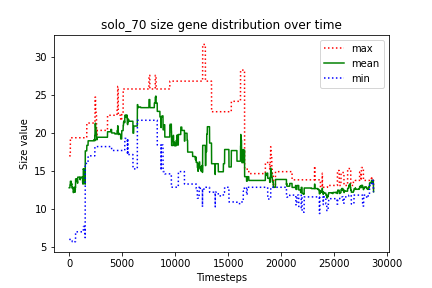 solo_70 size gene distribution over time
max
mean
min
Size value
30
25
20
15
10
5
0 5000 10000 15000 20000 25000 30000
Timesteps